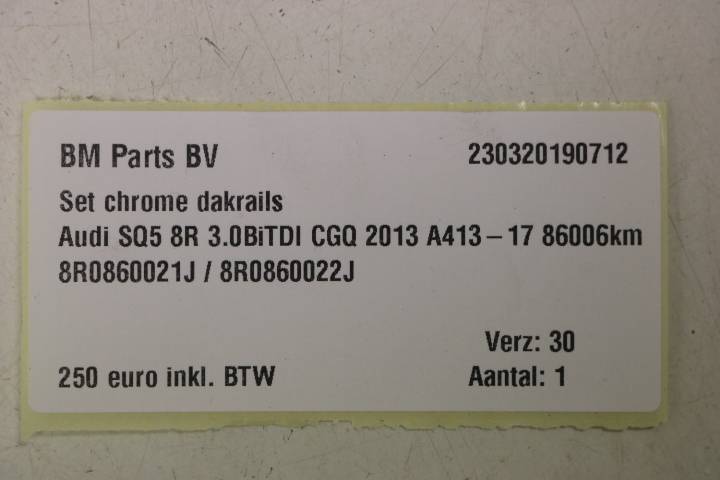 BM Parts BV 230320190712
Set chrome dakrails
Audi SQ5 8R 3.0BiTDI CGQ 2013 A413 – 17 86006km
8R0860021J / 8R0860022J
Verz: 30
250 euro inkl. BTW Aantal: 1